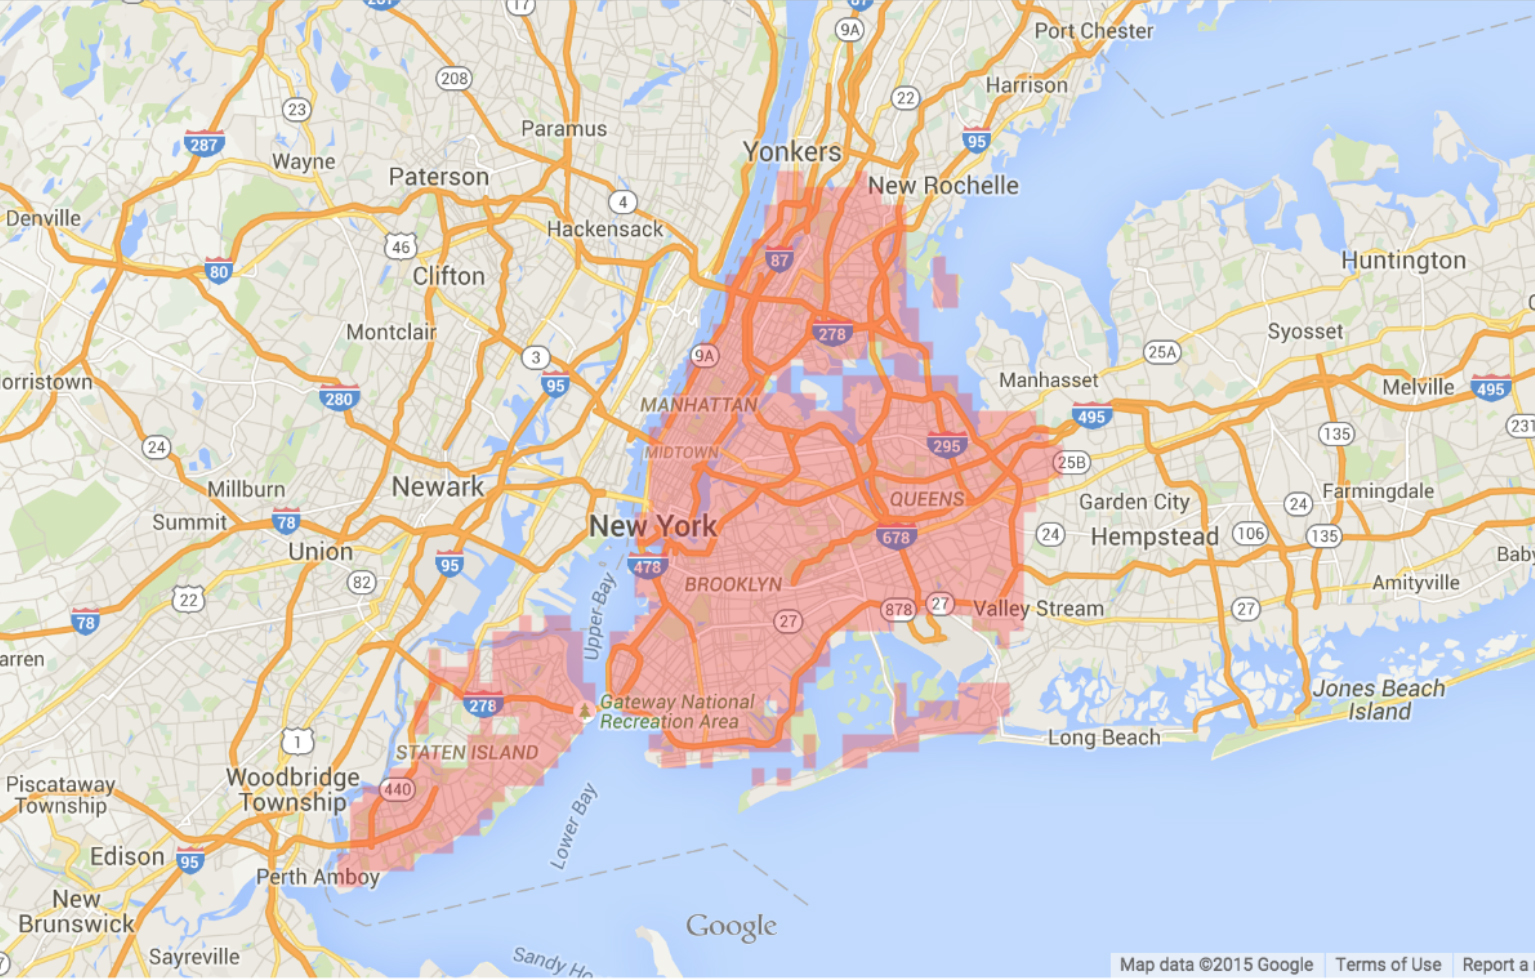 287
17
87
9A
Port Chester
208
22
Harrison
23
Paramus
95
287
Wayne
Yonkers
Paterson
New Rochelle
4
Denville
Hackensack
46
87
Huntington
80
Clifton
278
Syosset
Montclair
9A
25A
3
95
Manhasset
Melville
495
orristown
280
MANHATTAN
495
231
24
295
135
MIDTOWN
25B
Millburn
Newark
QUEENS
Garden City
Farmingdale
24
Summit
78
New York
678
24
Hempstead
106
135
Union
95
478
Baby
82
BROOKLYN
Amityville
22
878
27
Valley Stream
27
78
27
Upper Bay
arren
278
Gateway National
Recreation Area
Jones Beach
Island
1
STATEN ISLAND
Long Beach
Piscataway
Township
Woodbridge
Township
440
Lower Bay
Edison
95
Perth Amboy
New
Brunswick
Google
Sayreville
Sandy Ho
Map data ©2015 Google
Terms of Use
Report a